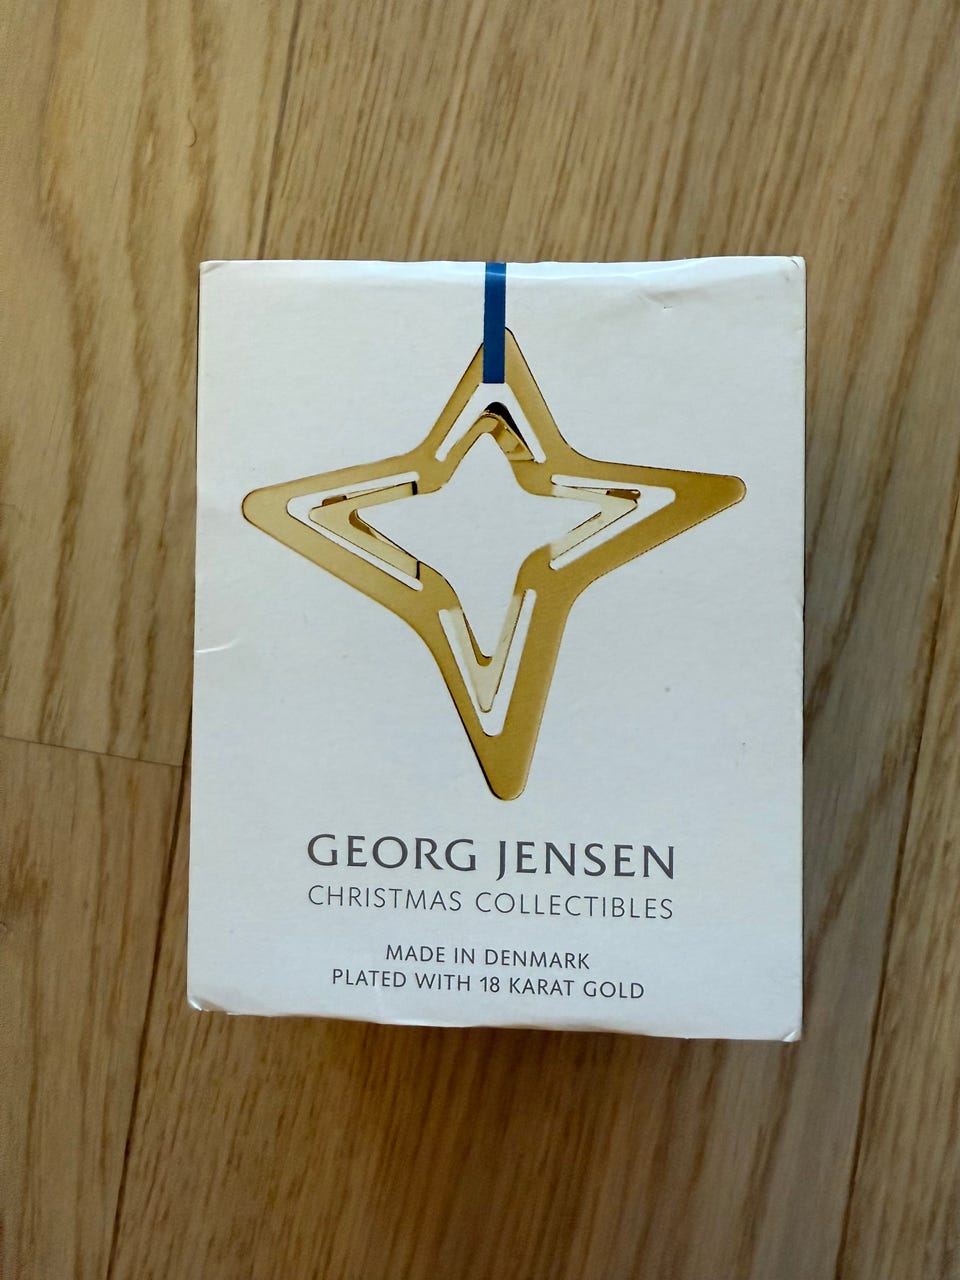 GEORG JENSEN
CHRISTMAS COLLECTIBLES
MADE IN DENMARK
PLATED WITH 18 KARAT GOLD